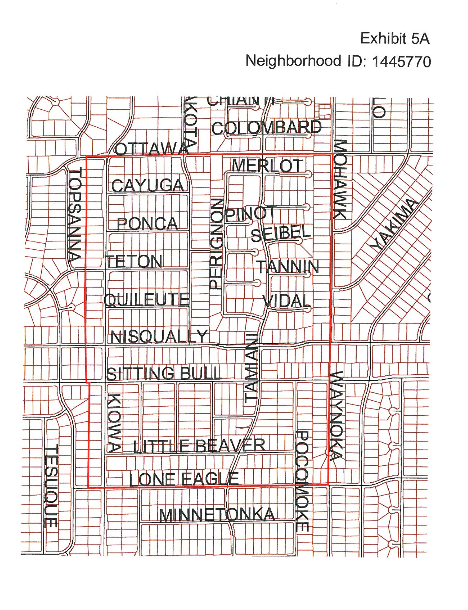 Exhibit 5A
Neighborhood ID: 1445770
COLOMBARD
OTTAWA
MERLOT
MOHAWK
TOPSANNA
CAYUGA
YAKIMA
PERIGNON
PINOT
PONCA
SEIBEL
TETON
TANNIN
QUILEUTE
VIDAL
NISQUALLY
TAMIANI
SITTING BULL
WAYNOKA
KIOWA
LITTLE BEAVER
POCOMOKE
TESUQUE
LONE EAGLE
MINNETONKA